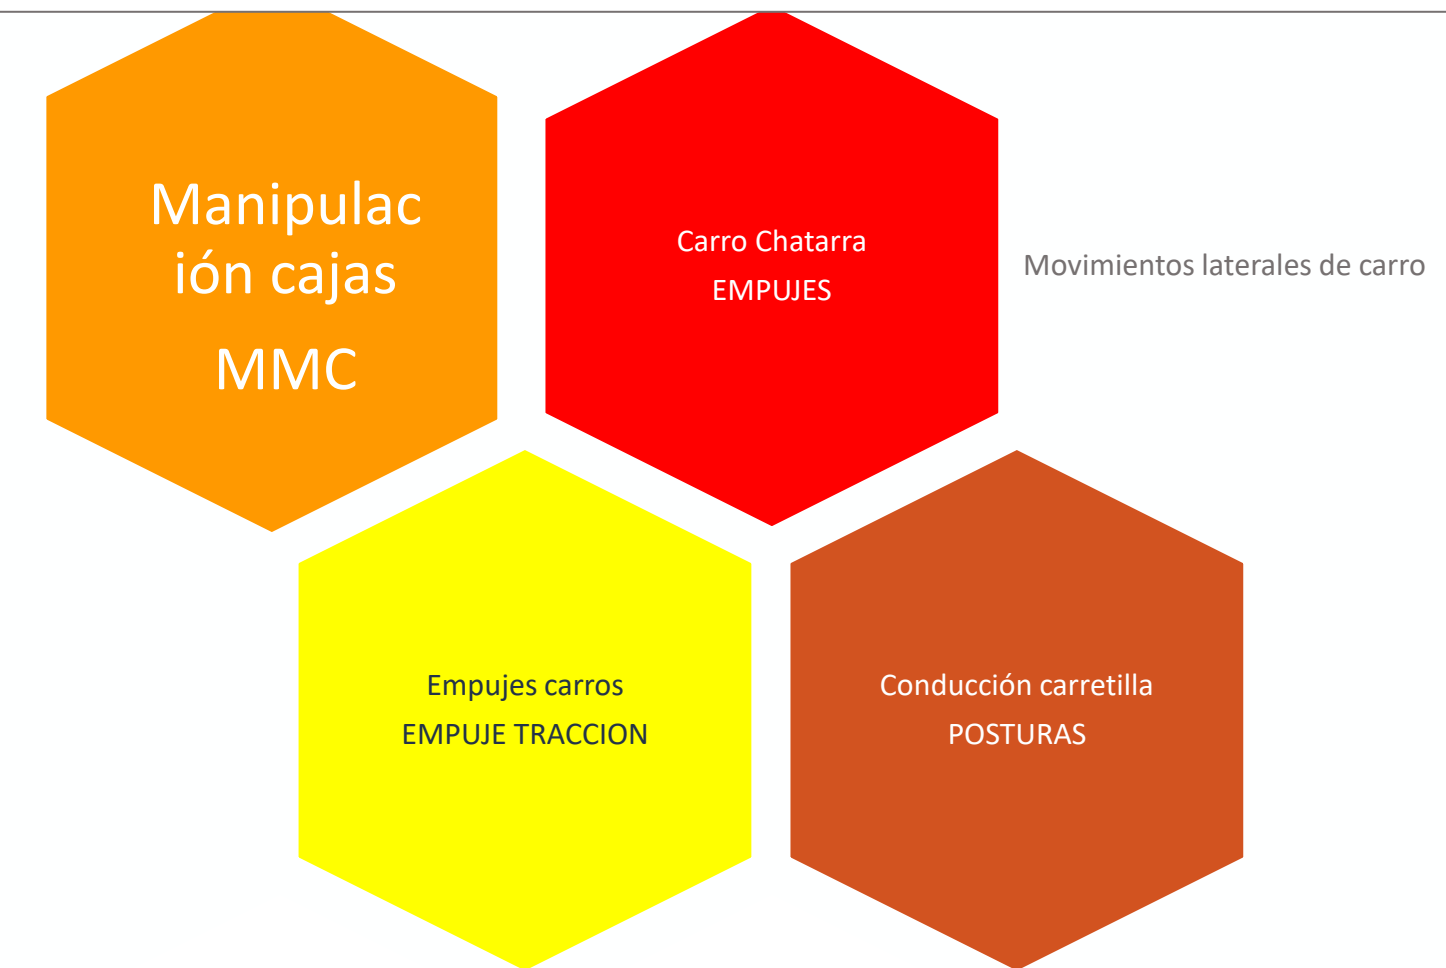 Manipulac
ión cajas
MMC
Carro Chatarra
EMPUJES
Movimientos laterales de carro
Empujes carros
EMPUJE TRACCION
Conducción carretilla
POSTURAS